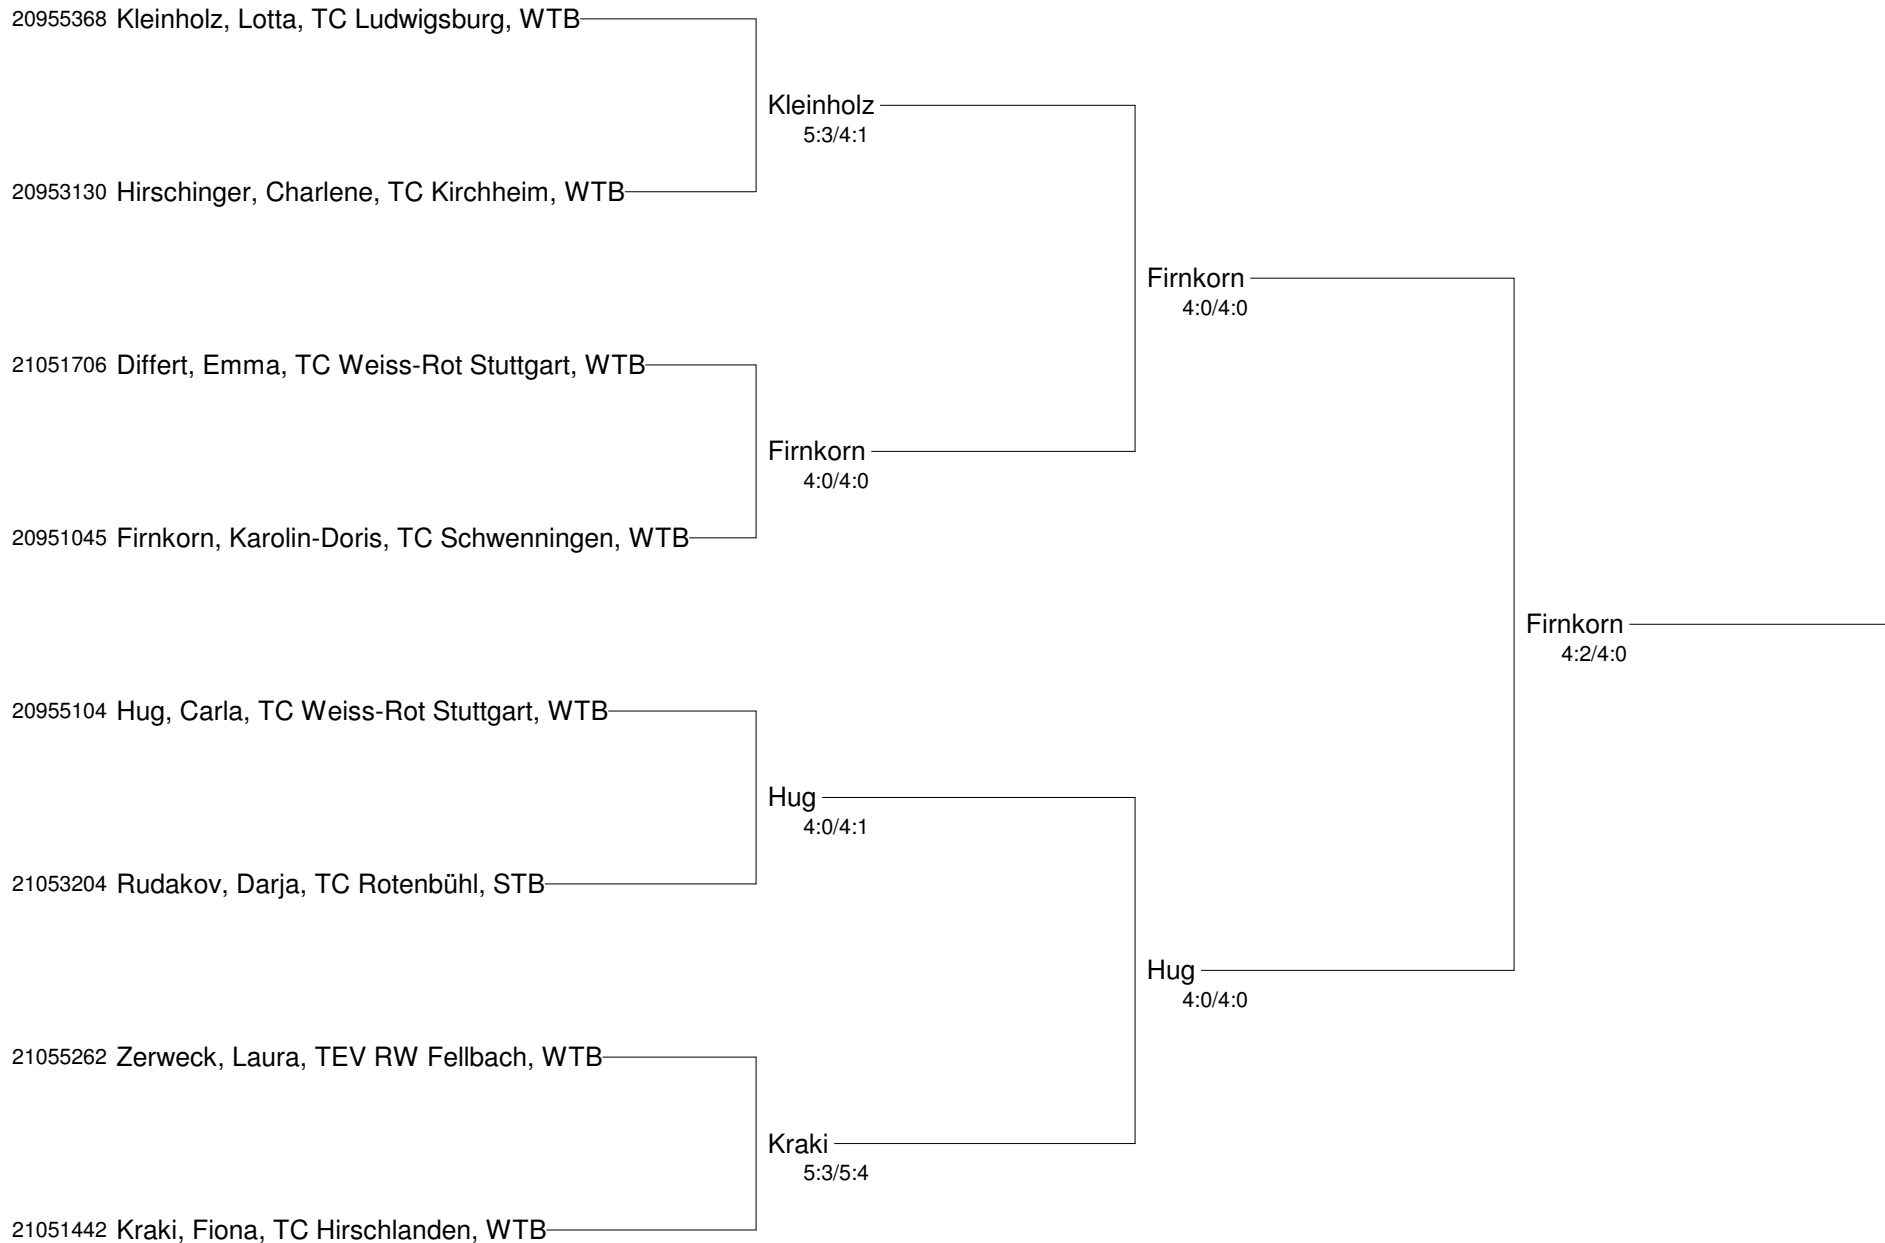 20955368 Kleinholz, Lotta, TC Ludwigsburg, WTB
Kleinholz
5:3/4:1
20953130 Hirschinger, Charlene, TC Kirchheim, WTB
Firnkorn
4:0/4:0
21051706 Differt, Emma, TC Weiss-Rot Stuttgart, WTB
Firnkorn
4:0/4:0
20951045 Firnkorn, Karolin-Doris, TC Schwenningen, WTB
Firnkorn
4:2/4:0
20955104 Hug, Carla, TC Weiss-Rot Stuttgart, WTB
Hug
4:0/4:1
21053204 Rudakov, Darja, TC Rotenbühl, STB
Hug
4:0/4:0
21055262 Zerweck, Laura, TEV RW Fellbach, WTB
Kraki
5:3/5:4
21051442 Kraki, Fiona, TC Hirschlanden, WTB